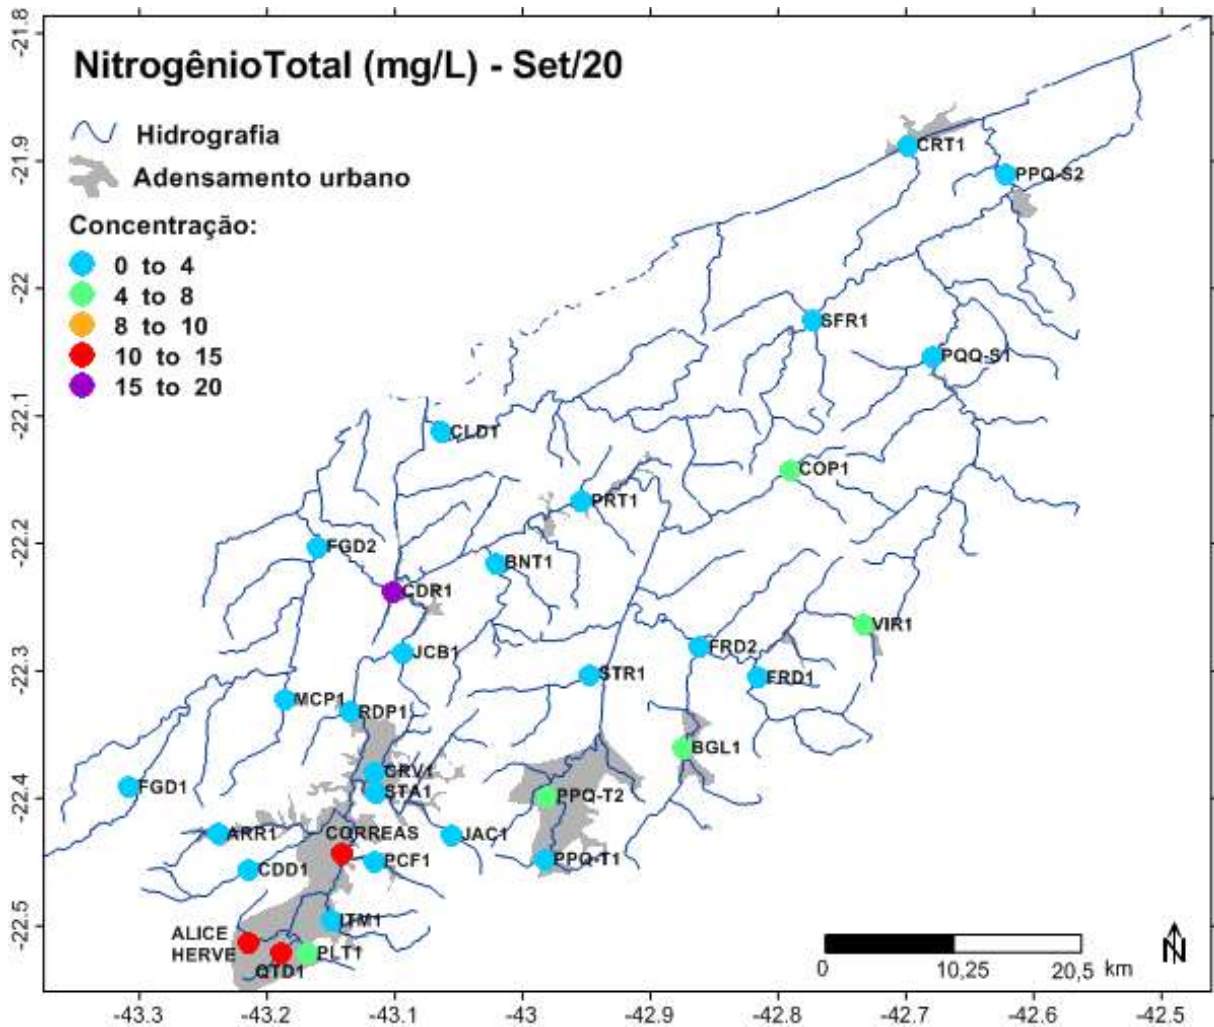 NitrogênioTotal (mg/L) - Set/20
Hidrografia
Adensamento urbano
Concentração:
0 to 4
4 to 8
8 to 10
10 to 15
15 to 20
CRT1
PPQ-S2
SFR1
PQQ-S1
CLD1
COP1
PRT1
FGD2
BNT1
CDR1
VIR1
JCB1
FRD2
STR1
FRD1
MCP1
RDP1
BGL1
CRV1
FGD1
STA1
PPQ-T2
ARR1
CORREAS
JAC1
CDD1
PCF1
PPQ-T1
ITM1
ALICE
HERVE
PLT1
QTD1
N
0
10,25
20,5
km
-21.8
-21.9
-22
-22.1
-22.2
-22.3
-22.4
-22.5
-43.3
-43.2
-43.1
-43
-42.9
-42.8
-42.7
-42.6
-42.5